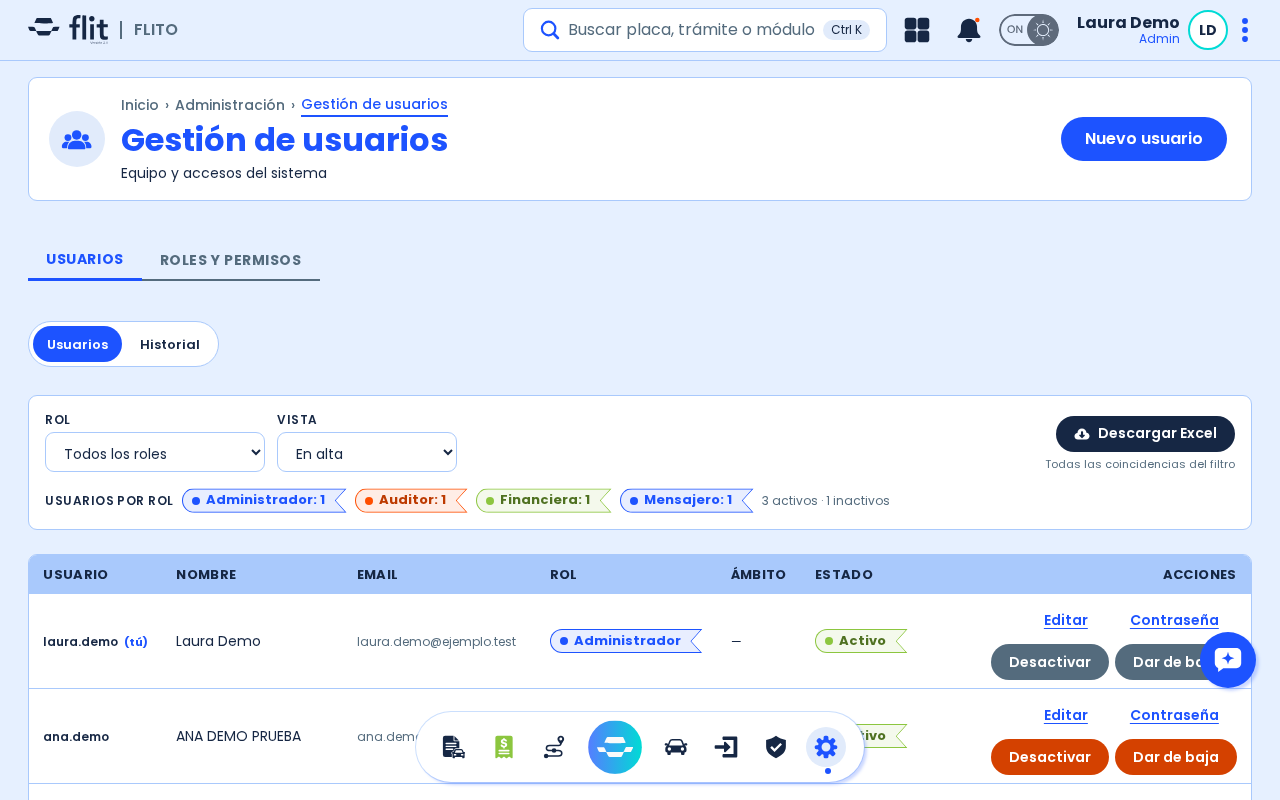 flit
FLITO
Buscar placa, trámite o módulo
Ctrl K
ON
Laura Demo
Admin
LD
Inicio › Administración › Gestión de usuarios
Gestión de usuarios
Equipo y accesos del sistema
Nuevo usuario
USUARIOS
ROLES Y PERMISOS
Usuarios
Historial
ROL
VISTA
Todos los roles
En alta
Descargar Excel
Todas las coincidencias del filtro
USUARIOS POR ROL
Administrador: 1
Auditor: 1
Financiera: 1
Mensajero: 1
3 activos · 1 inactivos
USUARIO NOMBRE EMAIL ROL ÁMBITO ESTADO ACCIONES
laura.demo (tú) Laura Demo laura.demo@ejemplo.test Administrador — Activo
Editar Contraseña
Desactivar Dar de
ana.demo ANA DEMO PRUEBA
Editar Contraseña
Desactivar Dar de baja